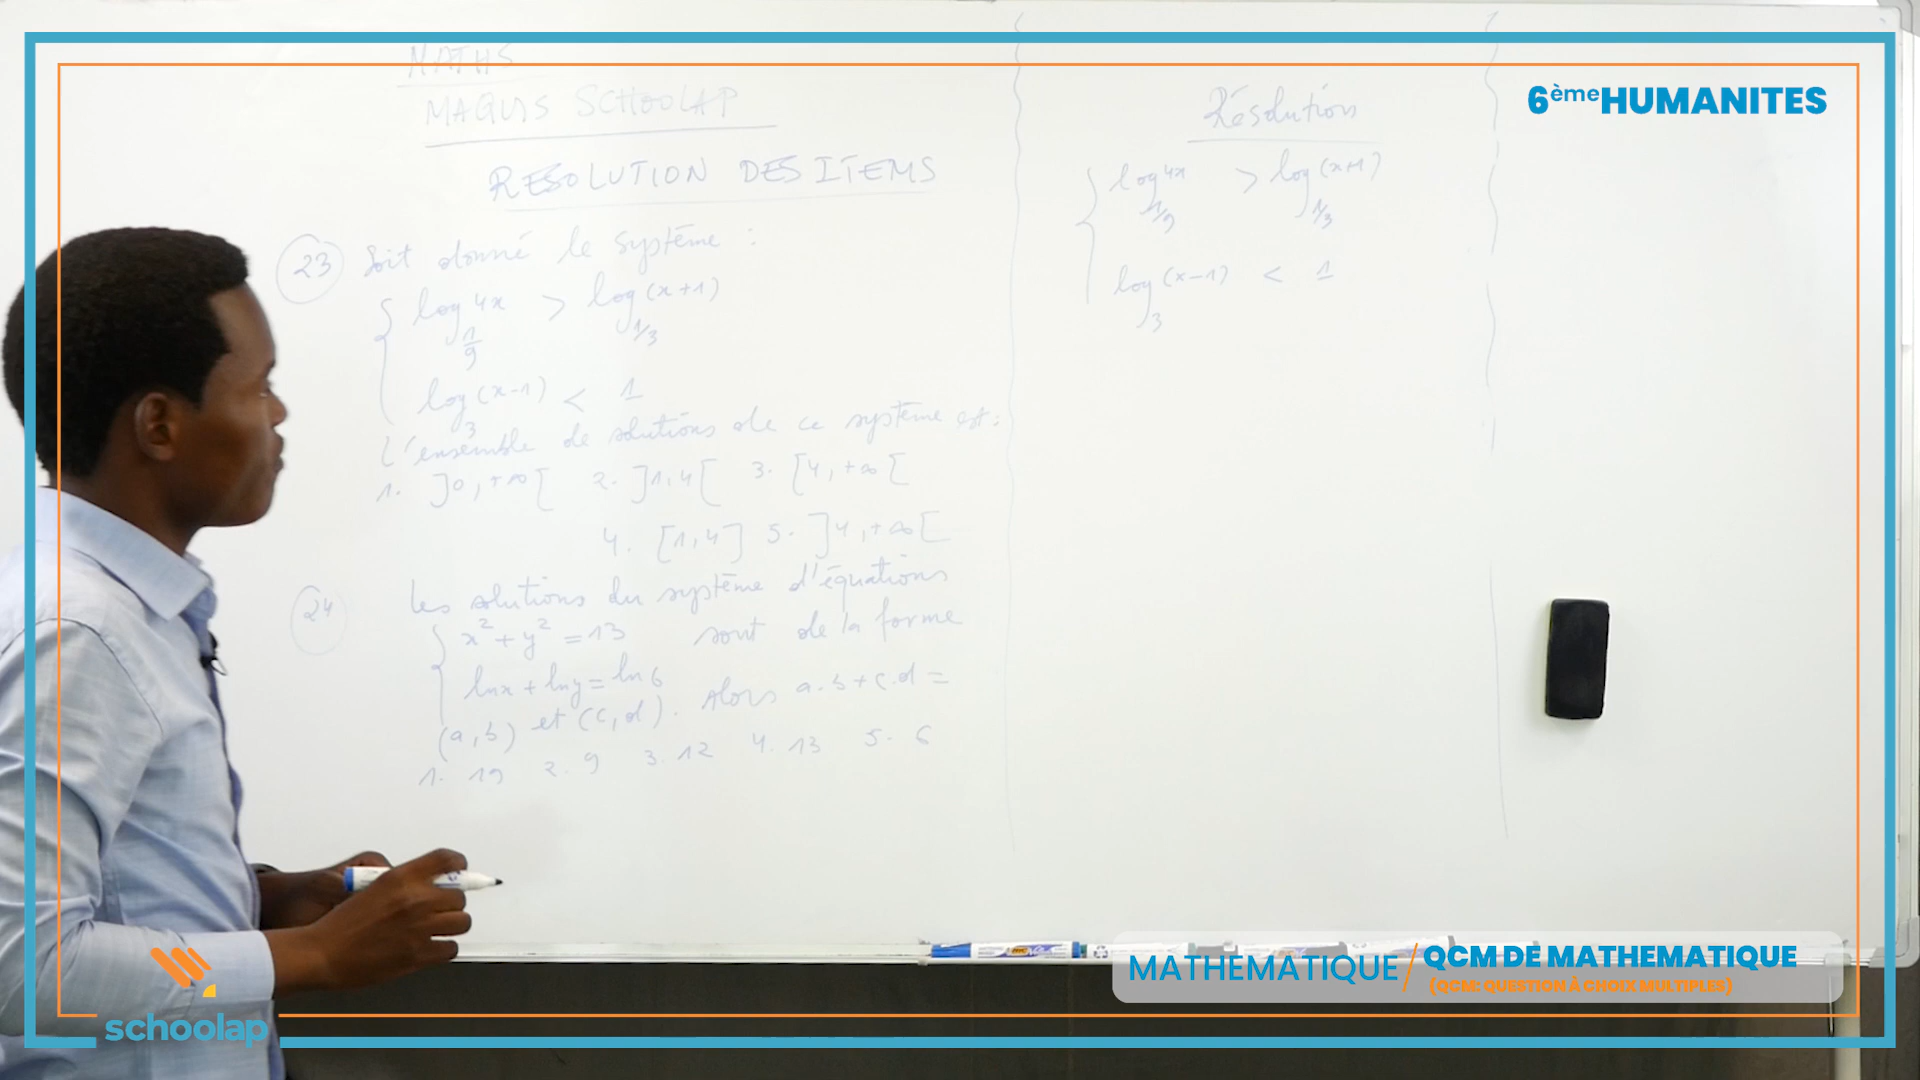 MATHS
MAQUIS SCHOOLAP
RESOLUTION DES ITEMS
23 Soit donné le système :
log 4x > log (x+1)
1/9 1/3
log (x-1) < 1
3
L'ensemble de solutions de ce système est :
1. ]0, +∞[ 2. ]1,4[ 3. [4, +∞[
4. [1,4] 5. ]4, +∞[
24 Les solutions du système d'équations
x² + y² = 13 sont de la forme
lnx + lny = ln6
(a,b) et (c,d). Alors a.b + c.d =
1. 19 2. 9 3. 12 4. 13 5. 6
Résolution
log 4x > log (x+1)
1/9 1/3
log (x-1) < 1
3
6èmeHUMANITES
MATHEMATIQUE / QCM DE MATHEMATIQUE
(QCM: QUESTION À CHOIX MULTIPLES)
schoolap